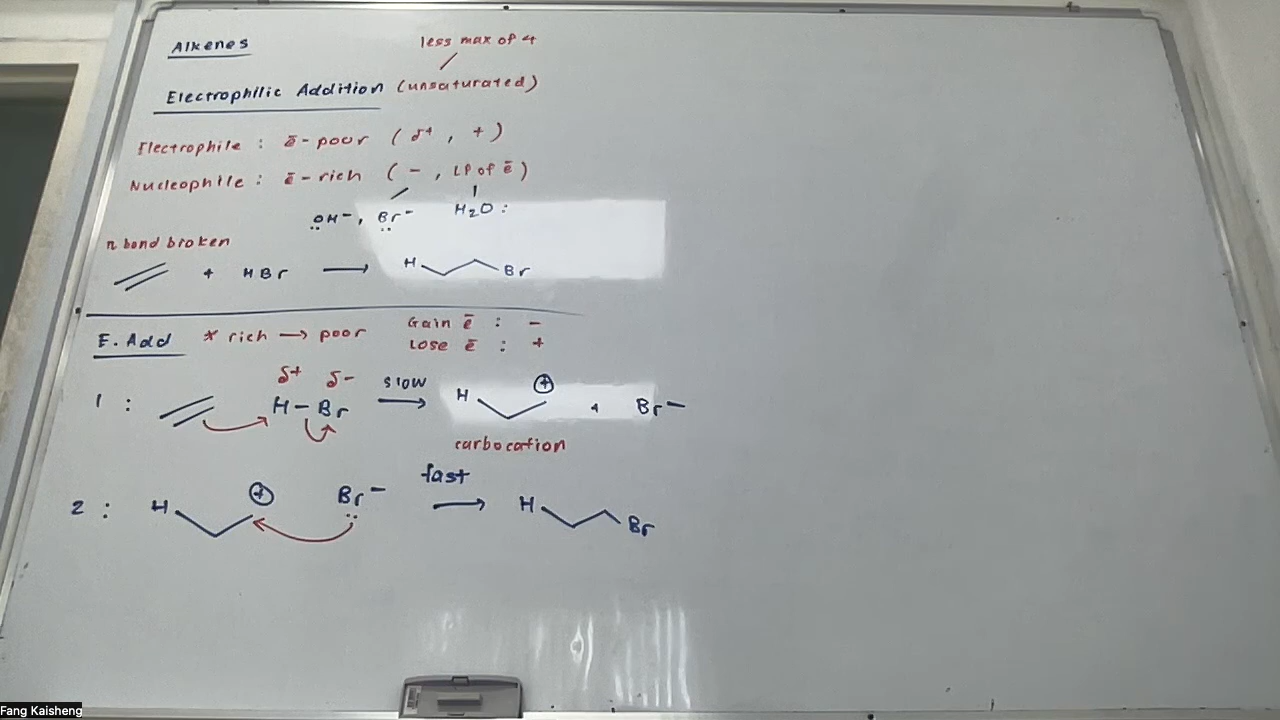 Alkenes
less max of 4
Electrophilic Addition (unsaturated)
Electrophile : ē-poor ( δ+ , + )
Nucleophile : ē-rich ( - , LP of ē )
OH-, Br- H2O :
π bond broken
+ HBr → H Br
E. Add * rich → poor Gain ē : -
Lose ē : +
δ+ δ- slow
1 : H-Br → H + + Br-
carbocation
fast
2 : H + Br- → H Br
Fang Kaisheng